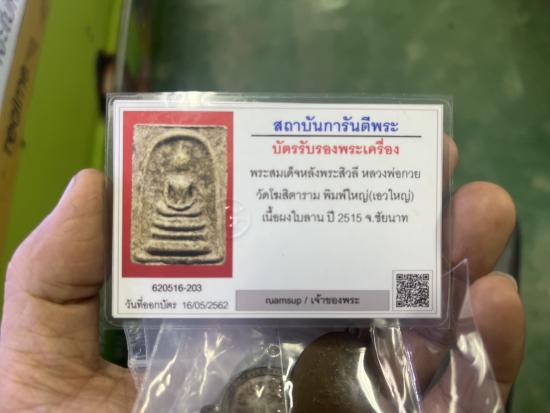 สถาบันการันตีพระ
บัตรรับรองพระเครื่อง
พระสมเด็จหลังพระสิวลี หลวงพ่อกวย
วัดโฆสิตาราม พิมพ์ใหญ่(เอวใหญ่)
เนื้อผงใบลาน ปี 2515 จ.ชัยนาท
620516-203
วันที่ออกบัตร 16/05/2562
ruamsup / เจ้าของพระ